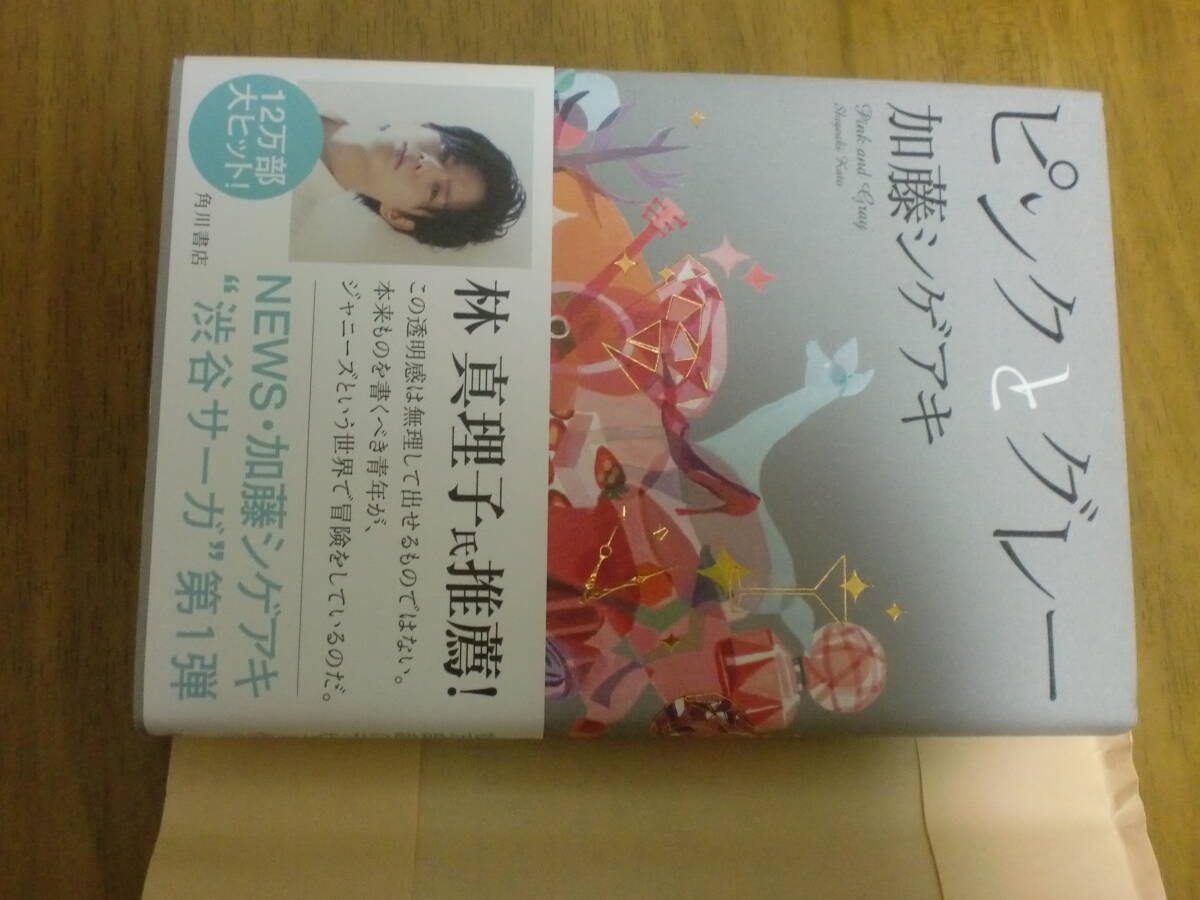 ピンクとグレー
加藤シゲアキ
Pink and Gray
Shigeaki Kato
林 真理子氏推薦！
この透明感は無理して出せるものではない。
本来ものを書くべき青年が、
ジャニーズという世界で冒険をしているのだ。
NEWS・加藤シゲアキ
“渋谷サーガ”第1弾
12万部
大ヒット！
角川書店